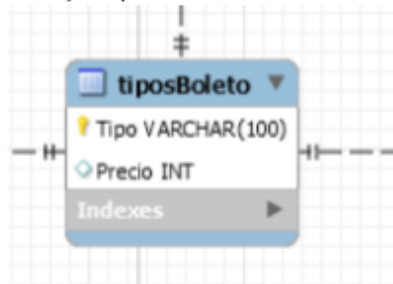 tiposBoleto
Tipo VARCHAR(100)
Precio INT
Indexes